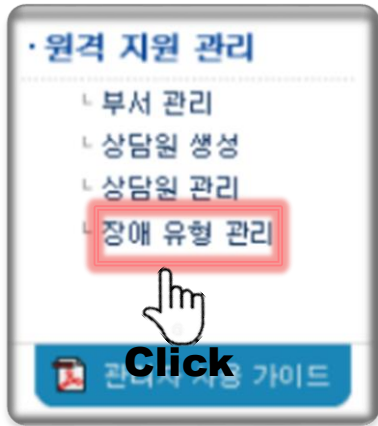 · 원격 지원 관리
부서 관리
상담원 생성
상담원 관리
장애 유형 관리
Click
관리자 사용 가이드